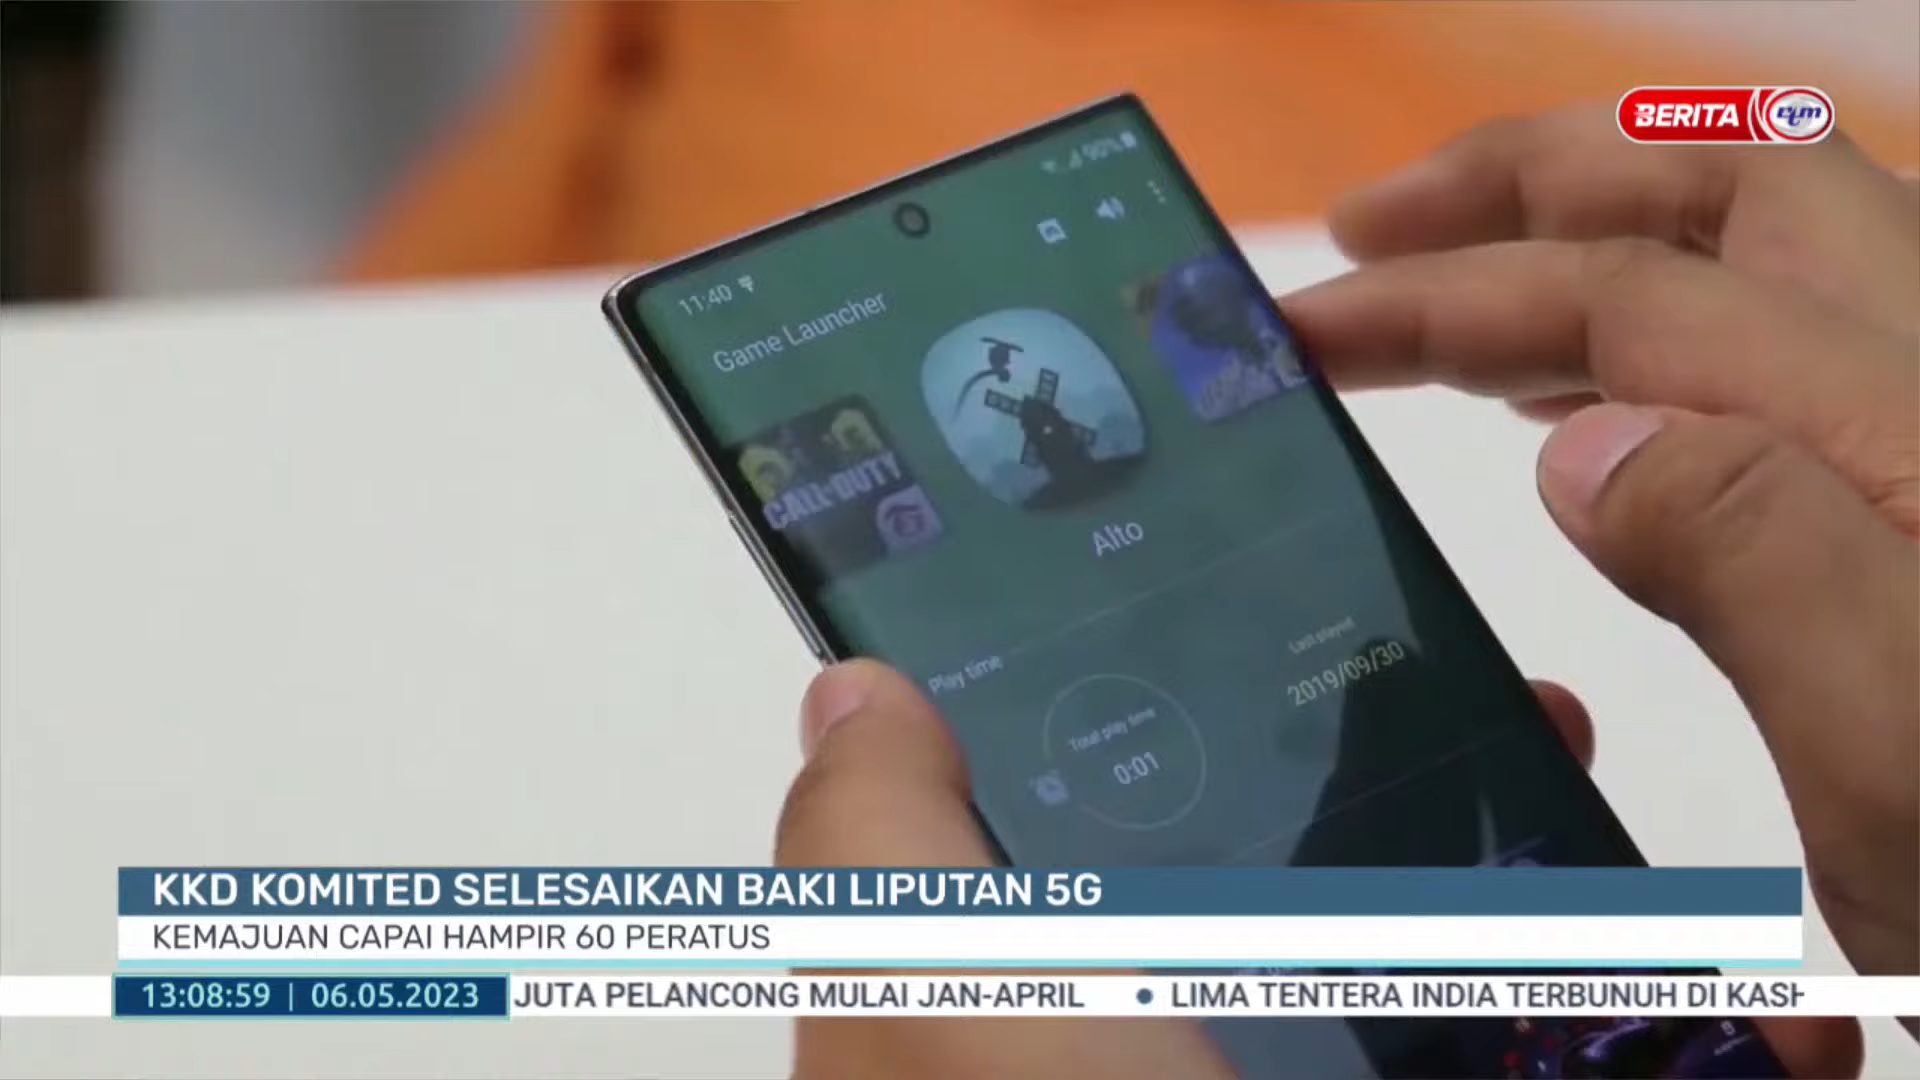 BERITA rtm
90%
11:40
Game Launcher
CALL OF DUTY
Alto
Play time
Last played
2019/09/30
Total play time
0:01
KKD KOMITED SELESAIKAN BAKI LIPUTAN 5G
KEMAJUAN CAPAI HAMPIR 60 PERATUS
13:08:59 | 06.05.2023 JUTA PELANCONG MULAI JAN-APRIL • LIMA TENTERA INDIA TERBUNUH DI KASH